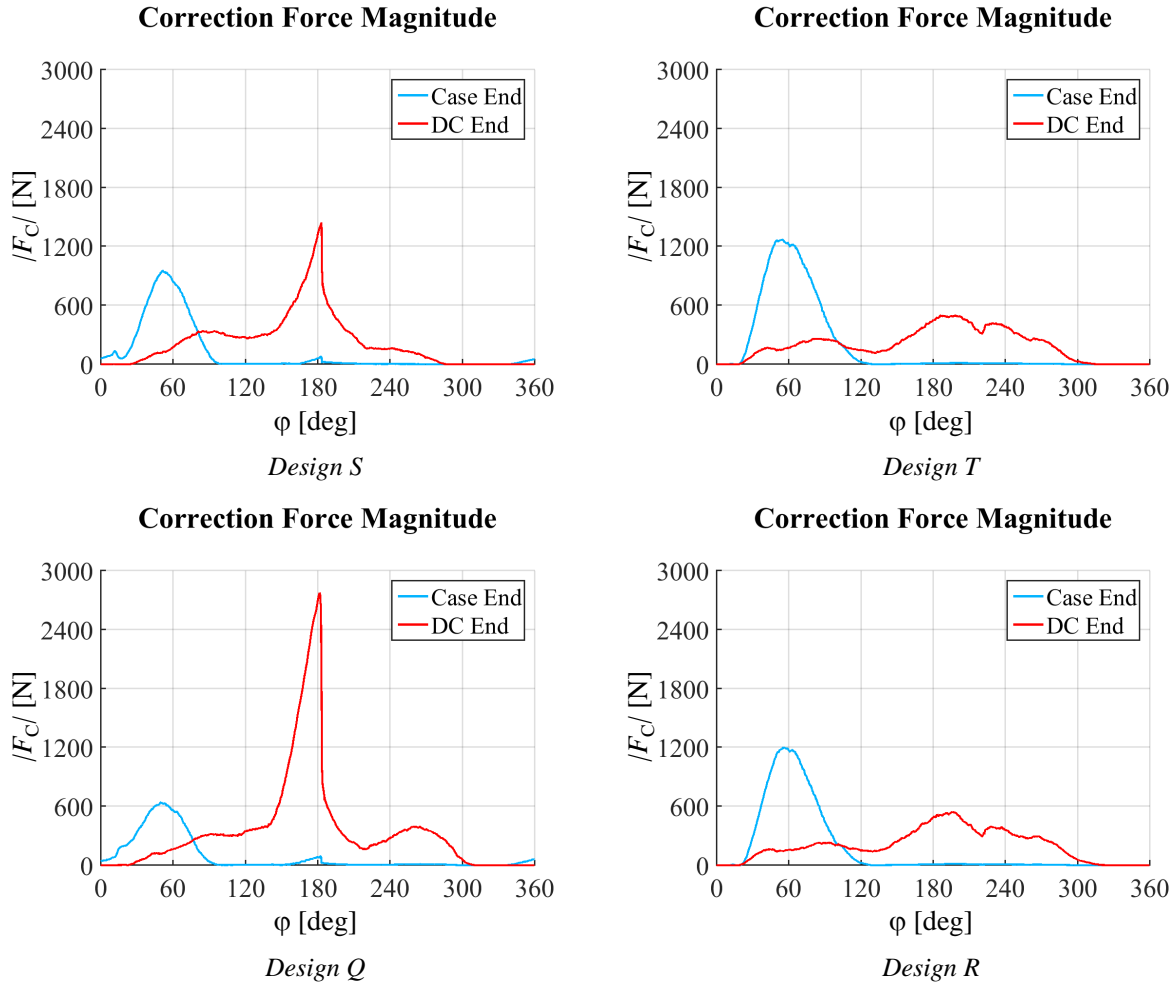 Correction Force Magnitude
|F_C| [N]
3000
2400
1800
1200
600
0
0 60 120 180 240 300 360
φ [deg]
Case End
DC End
Design S
Correction Force Magnitude
|F_C| [N]
3000
2400
1800
1200
600
0
0 60 120 180 240 300 360
φ [deg]
Case End
DC End
Design T
Correction Force Magnitude
|F_C| [N]
3000
2400
1800
1200
600
0
0 60 120 180 240 300 360
φ [deg]
Case End
DC End
Design Q
Correction Force Magnitude
|F_C| [N]
3000
2400
1800
1200
600
0
0 60 120 180 240 300 360
φ [deg]
Case End
DC End
Design R